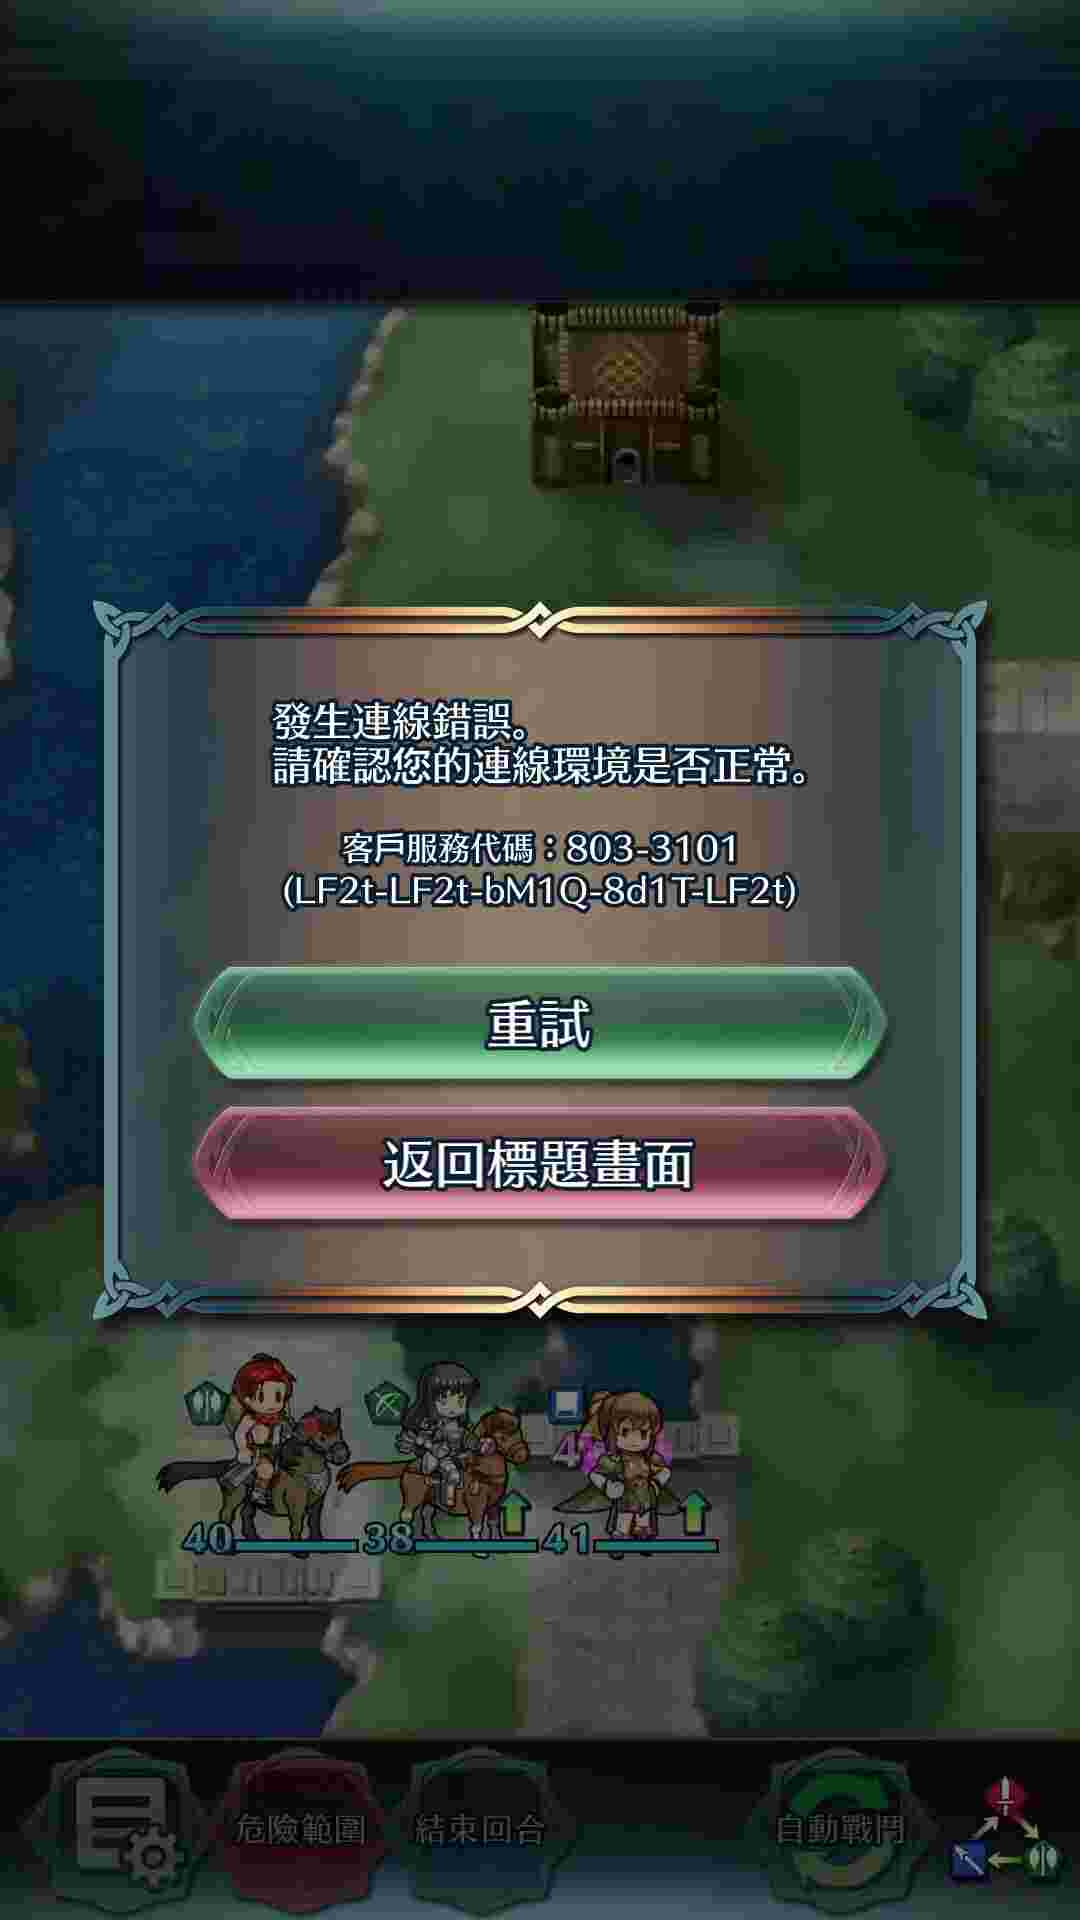 發生連線錯誤。
請確認您的連線環境是否正常。
客戶服務代碼：803-3101
(LF2t-LF2t-bM1Q-8d1T-LF2t)
重試
返回標題畫面
40 38 41
危險範圍 結束回合 自動戰鬥